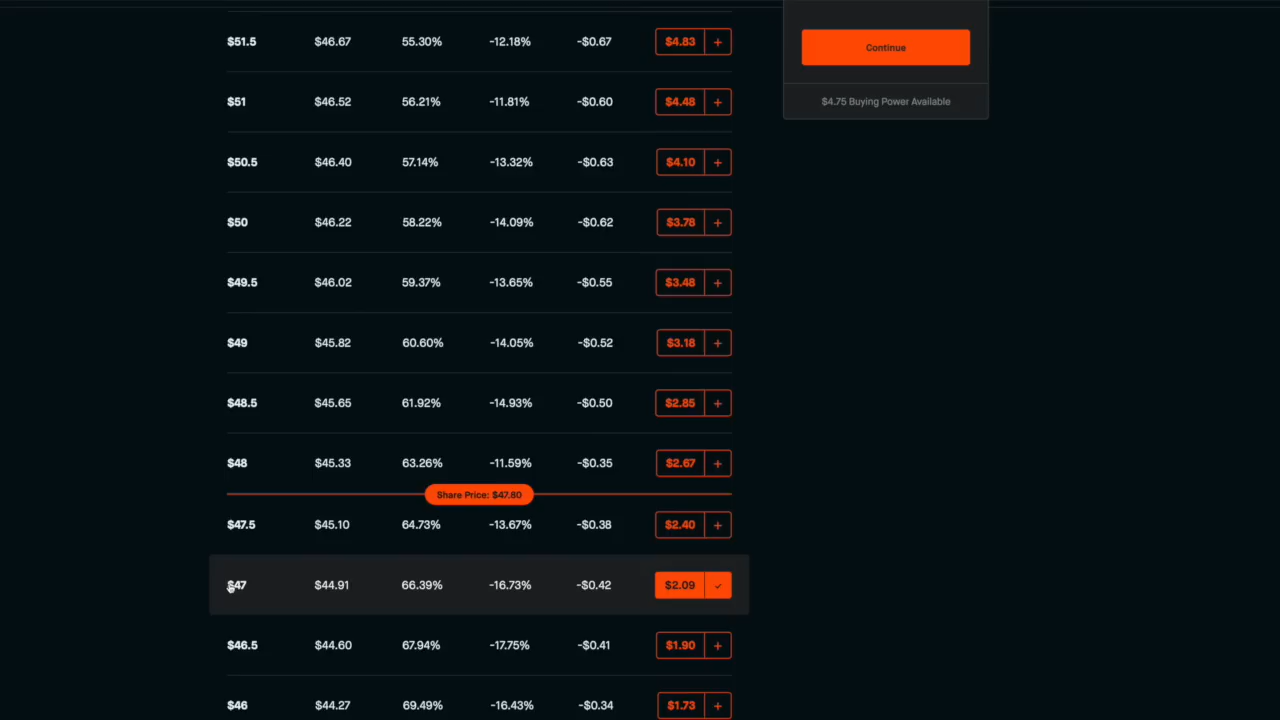 $51.5 $46.67 55.30% -12.18% -$0.67 $4.83 +
Continue
$51 $46.52 56.21% -11.81% -$0.60 $4.48 +
$4.75 Buying Power Available
$50.5 $46.40 57.14% -13.32% -$0.63 $4.10 +
$50 $46.22 58.22% -14.09% -$0.62 $3.78 +
$49.5 $46.02 59.37% -13.65% -$0.55 $3.48 +
$49 $45.82 60.60% -14.05% -$0.52 $3.18 +
$48.5 $45.65 61.92% -14.93% -$0.50 $2.85 +
$48 $45.33 63.26% -11.59% -$0.35 $2.67 +
Share Price: $47.80
$47.5 $45.10 64.73% -13.67% -$0.38 $2.40 +
$47 $44.91 66.39% -16.73% -$0.42 $2.09
$46.5 $44.60 67.94% -17.75% -$0.41 $1.90 +
$46 $44.27 69.49% -16.43% -$0.34 $1.73 +